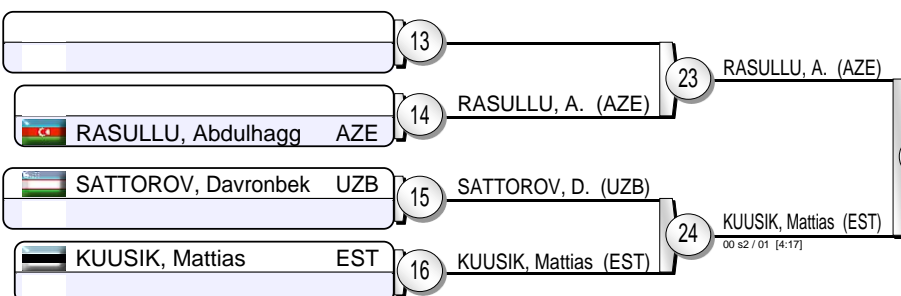 13
RASULLU, A. (AZE)
23
RASULLU, A. (AZE)
14
RASULLU, Abdulhagg AZE
SATTOROV, Davronbek UZB
15
SATTOROV, D. (UZB)
24
KUUSIK, Mattias (EST)
00 s2 / 01 [4:17]
KUUSIK, Mattias EST
16
KUUSIK, Mattias (EST)